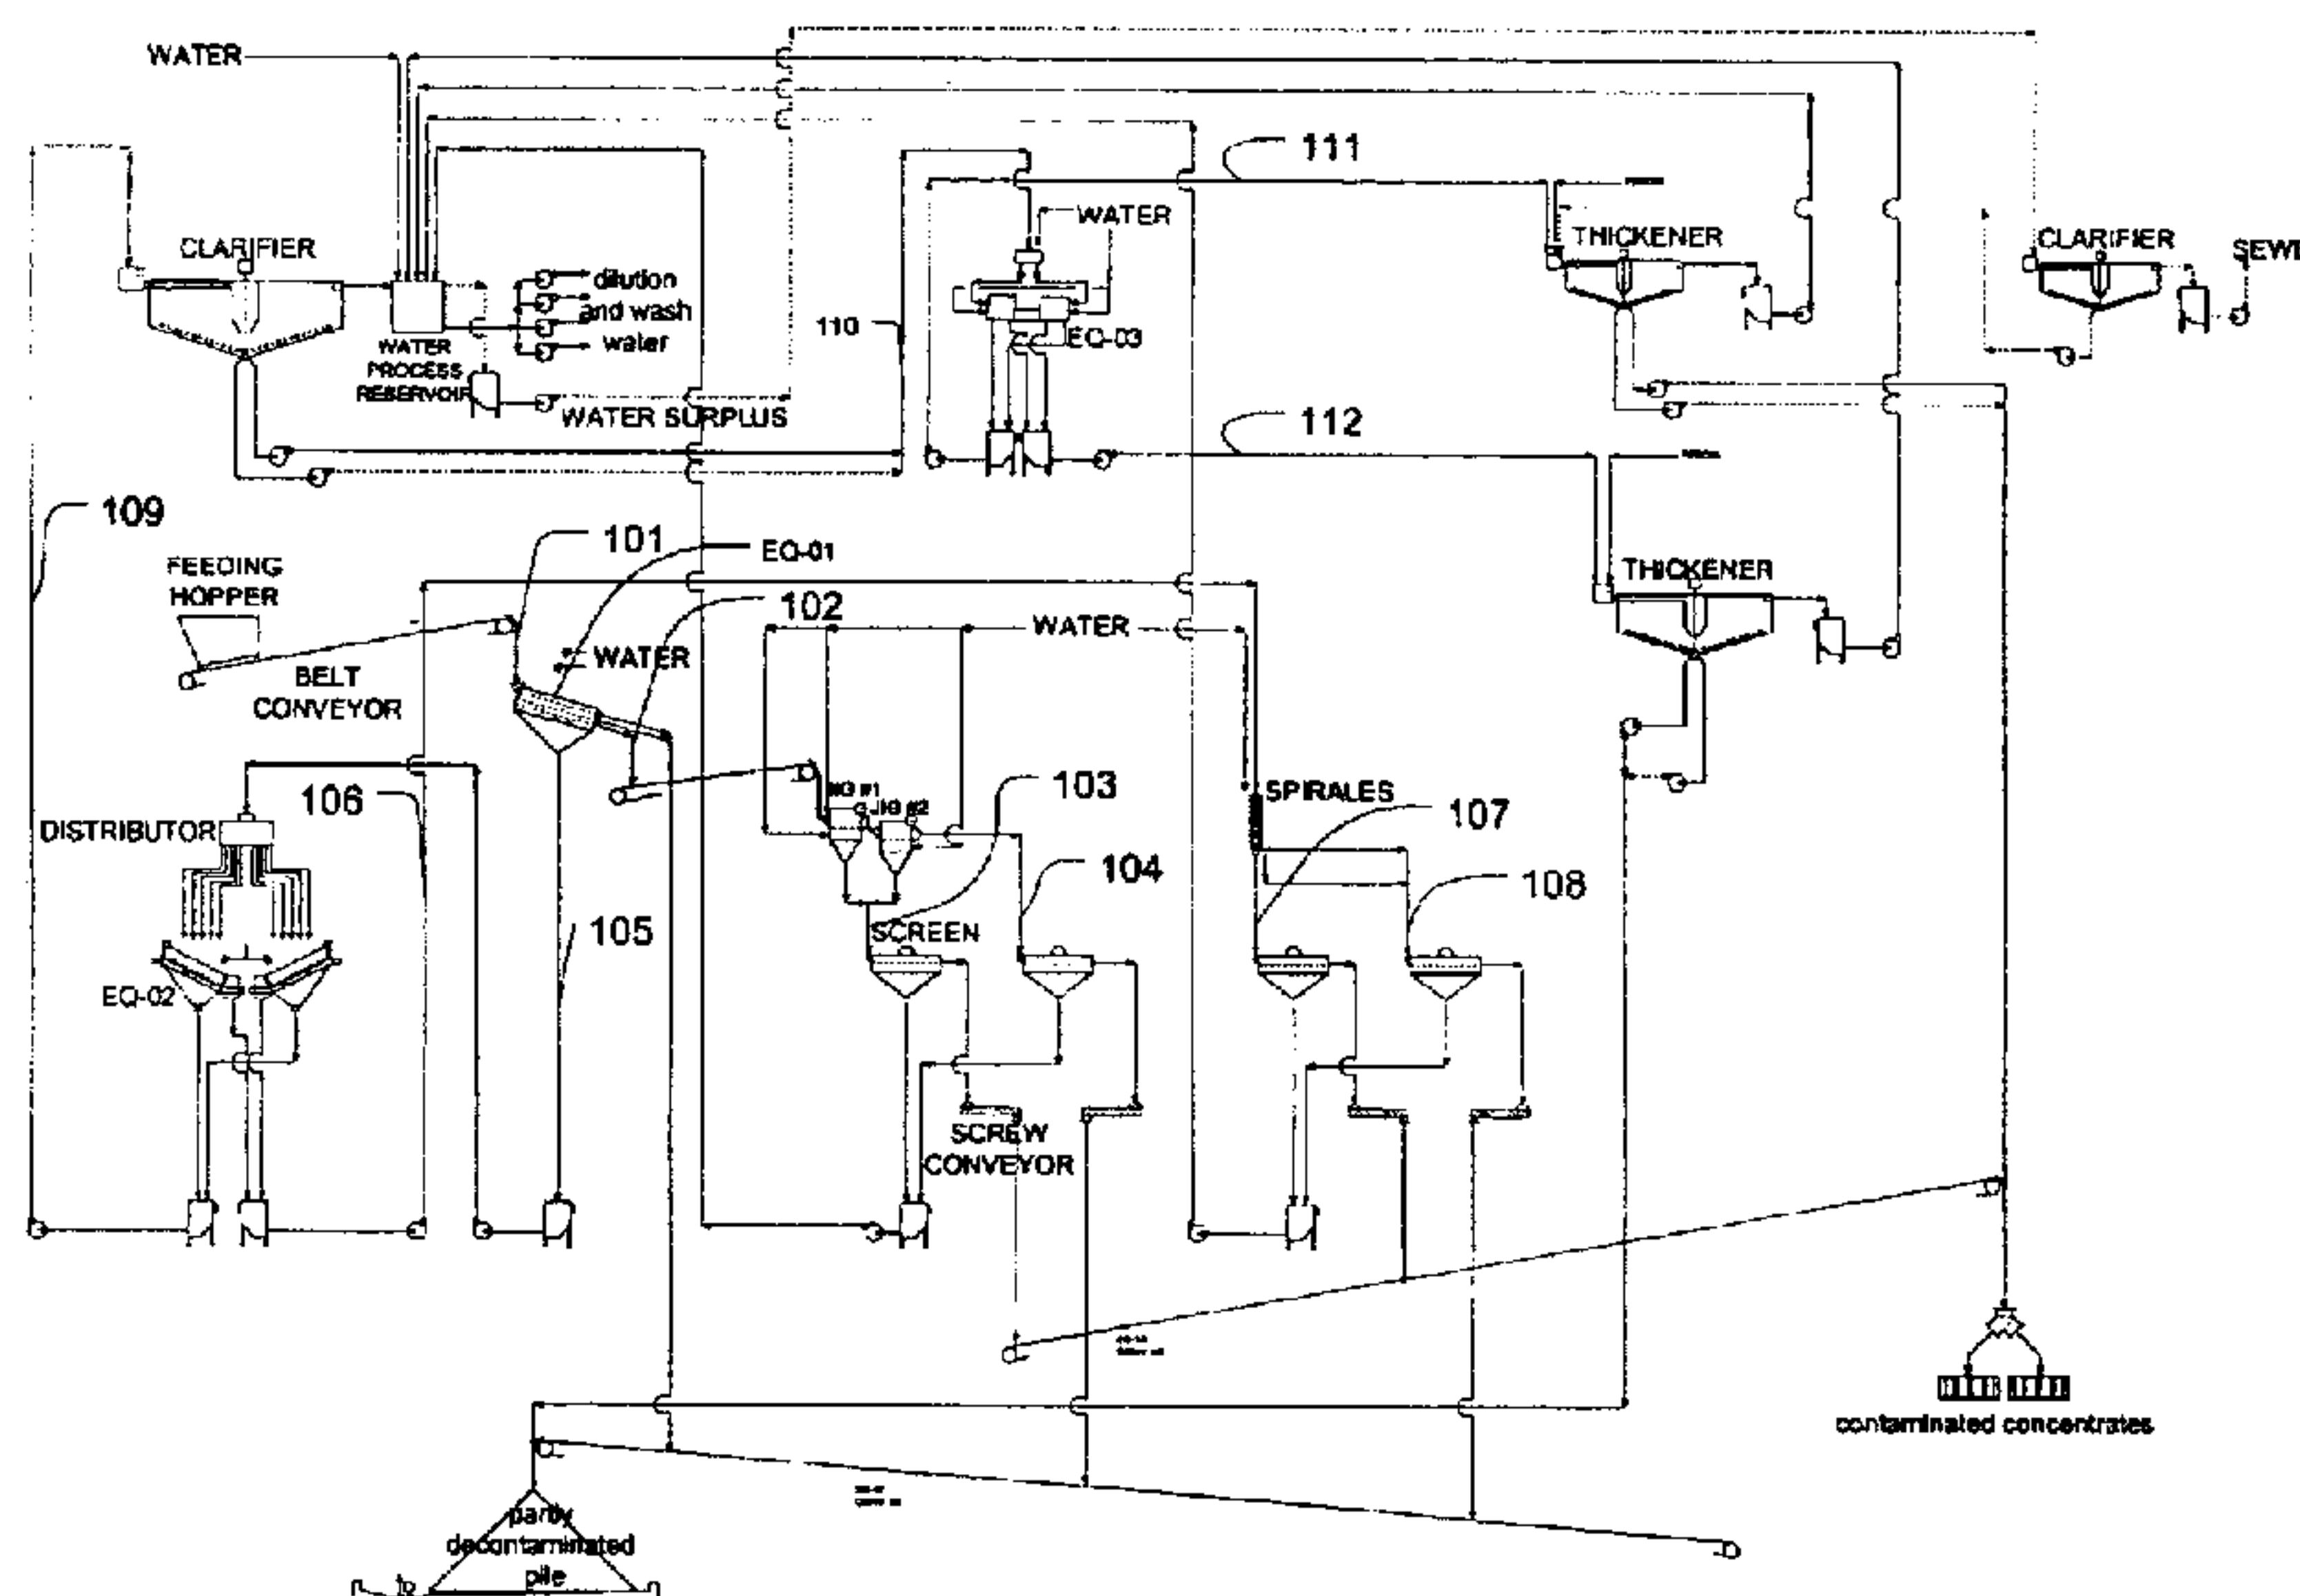 WATER
111
WATER
CLARIFIER
THICKENER
CLARIFIER
SEWE
dilution
and wash
water
110
EQ-03
WATER
PROCESS
RESERVOIR
WATER SURPLUS
112
109
101
EQ-01
FEEDING
HOPPER
THICKENER
102
WATER
WATER
BELT
CONVEYOR
106
JIG #1
JIG #2
103
SPIRALES
107
DISTRIBUTOR
104
108
105
SCREEN
EQ-02
SCREW
CONVEYOR
contaminated concentrates
partly
decontaminated
pile